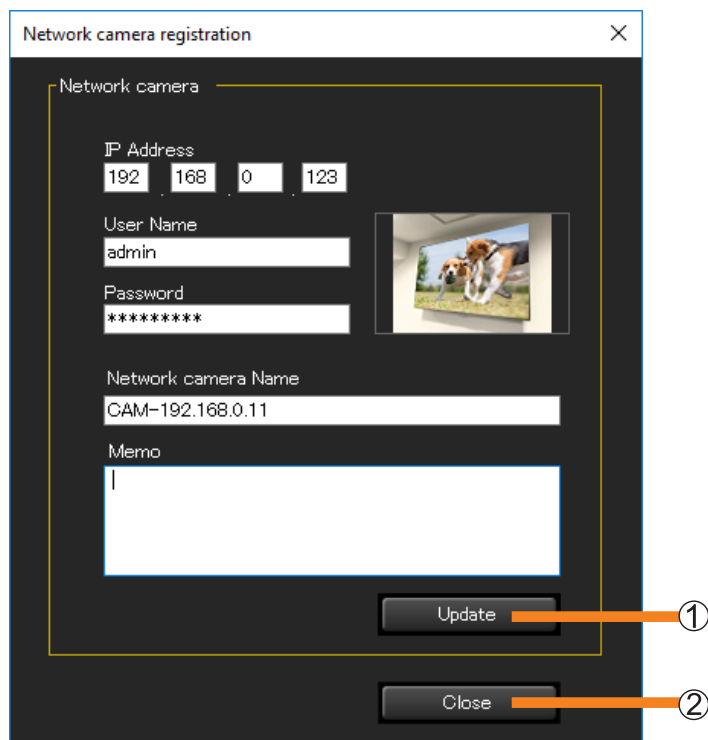 Network camera registration
Network camera
IP Address
192 . 168 . 0 . 123
User Name
admin
Password
*********
Network camera Name
CAM-192.168.0.11
Memo
Update
①
Close
②